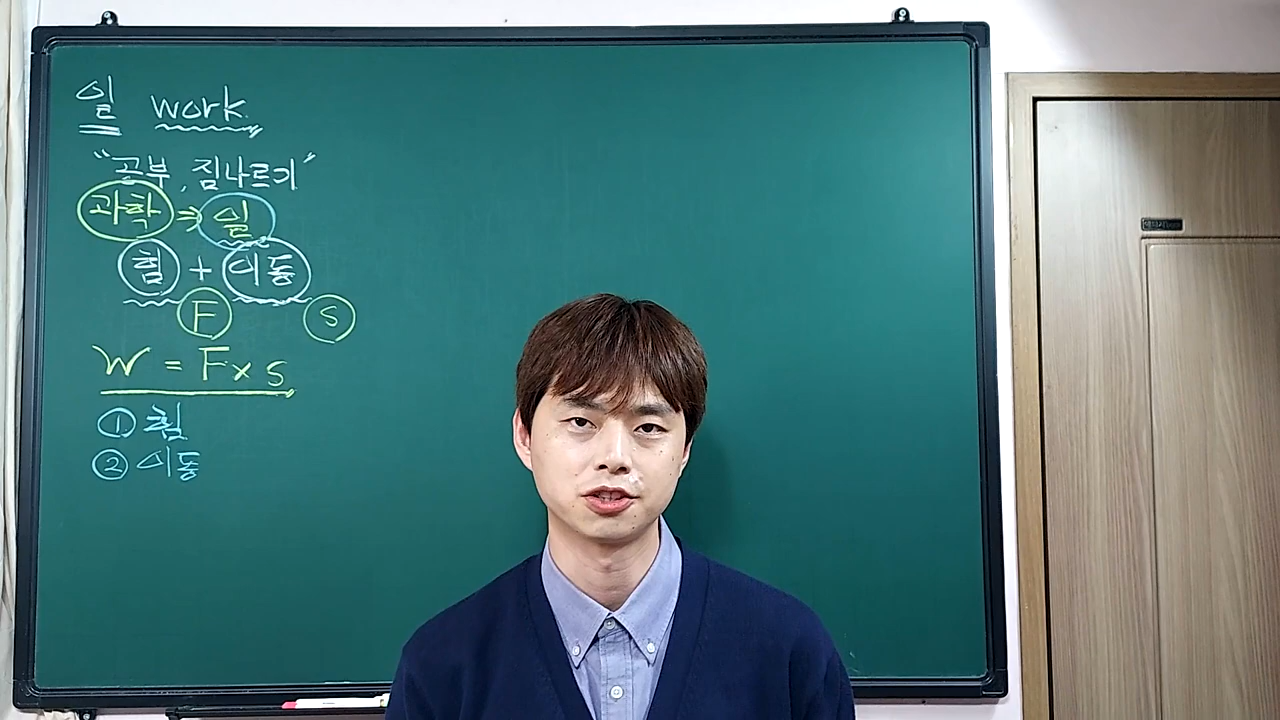 일 work.
"공부, 짐나르기"
과학 ⇒ 일
힘 + 이동
F S
W = F × s
① 힘
② 이동